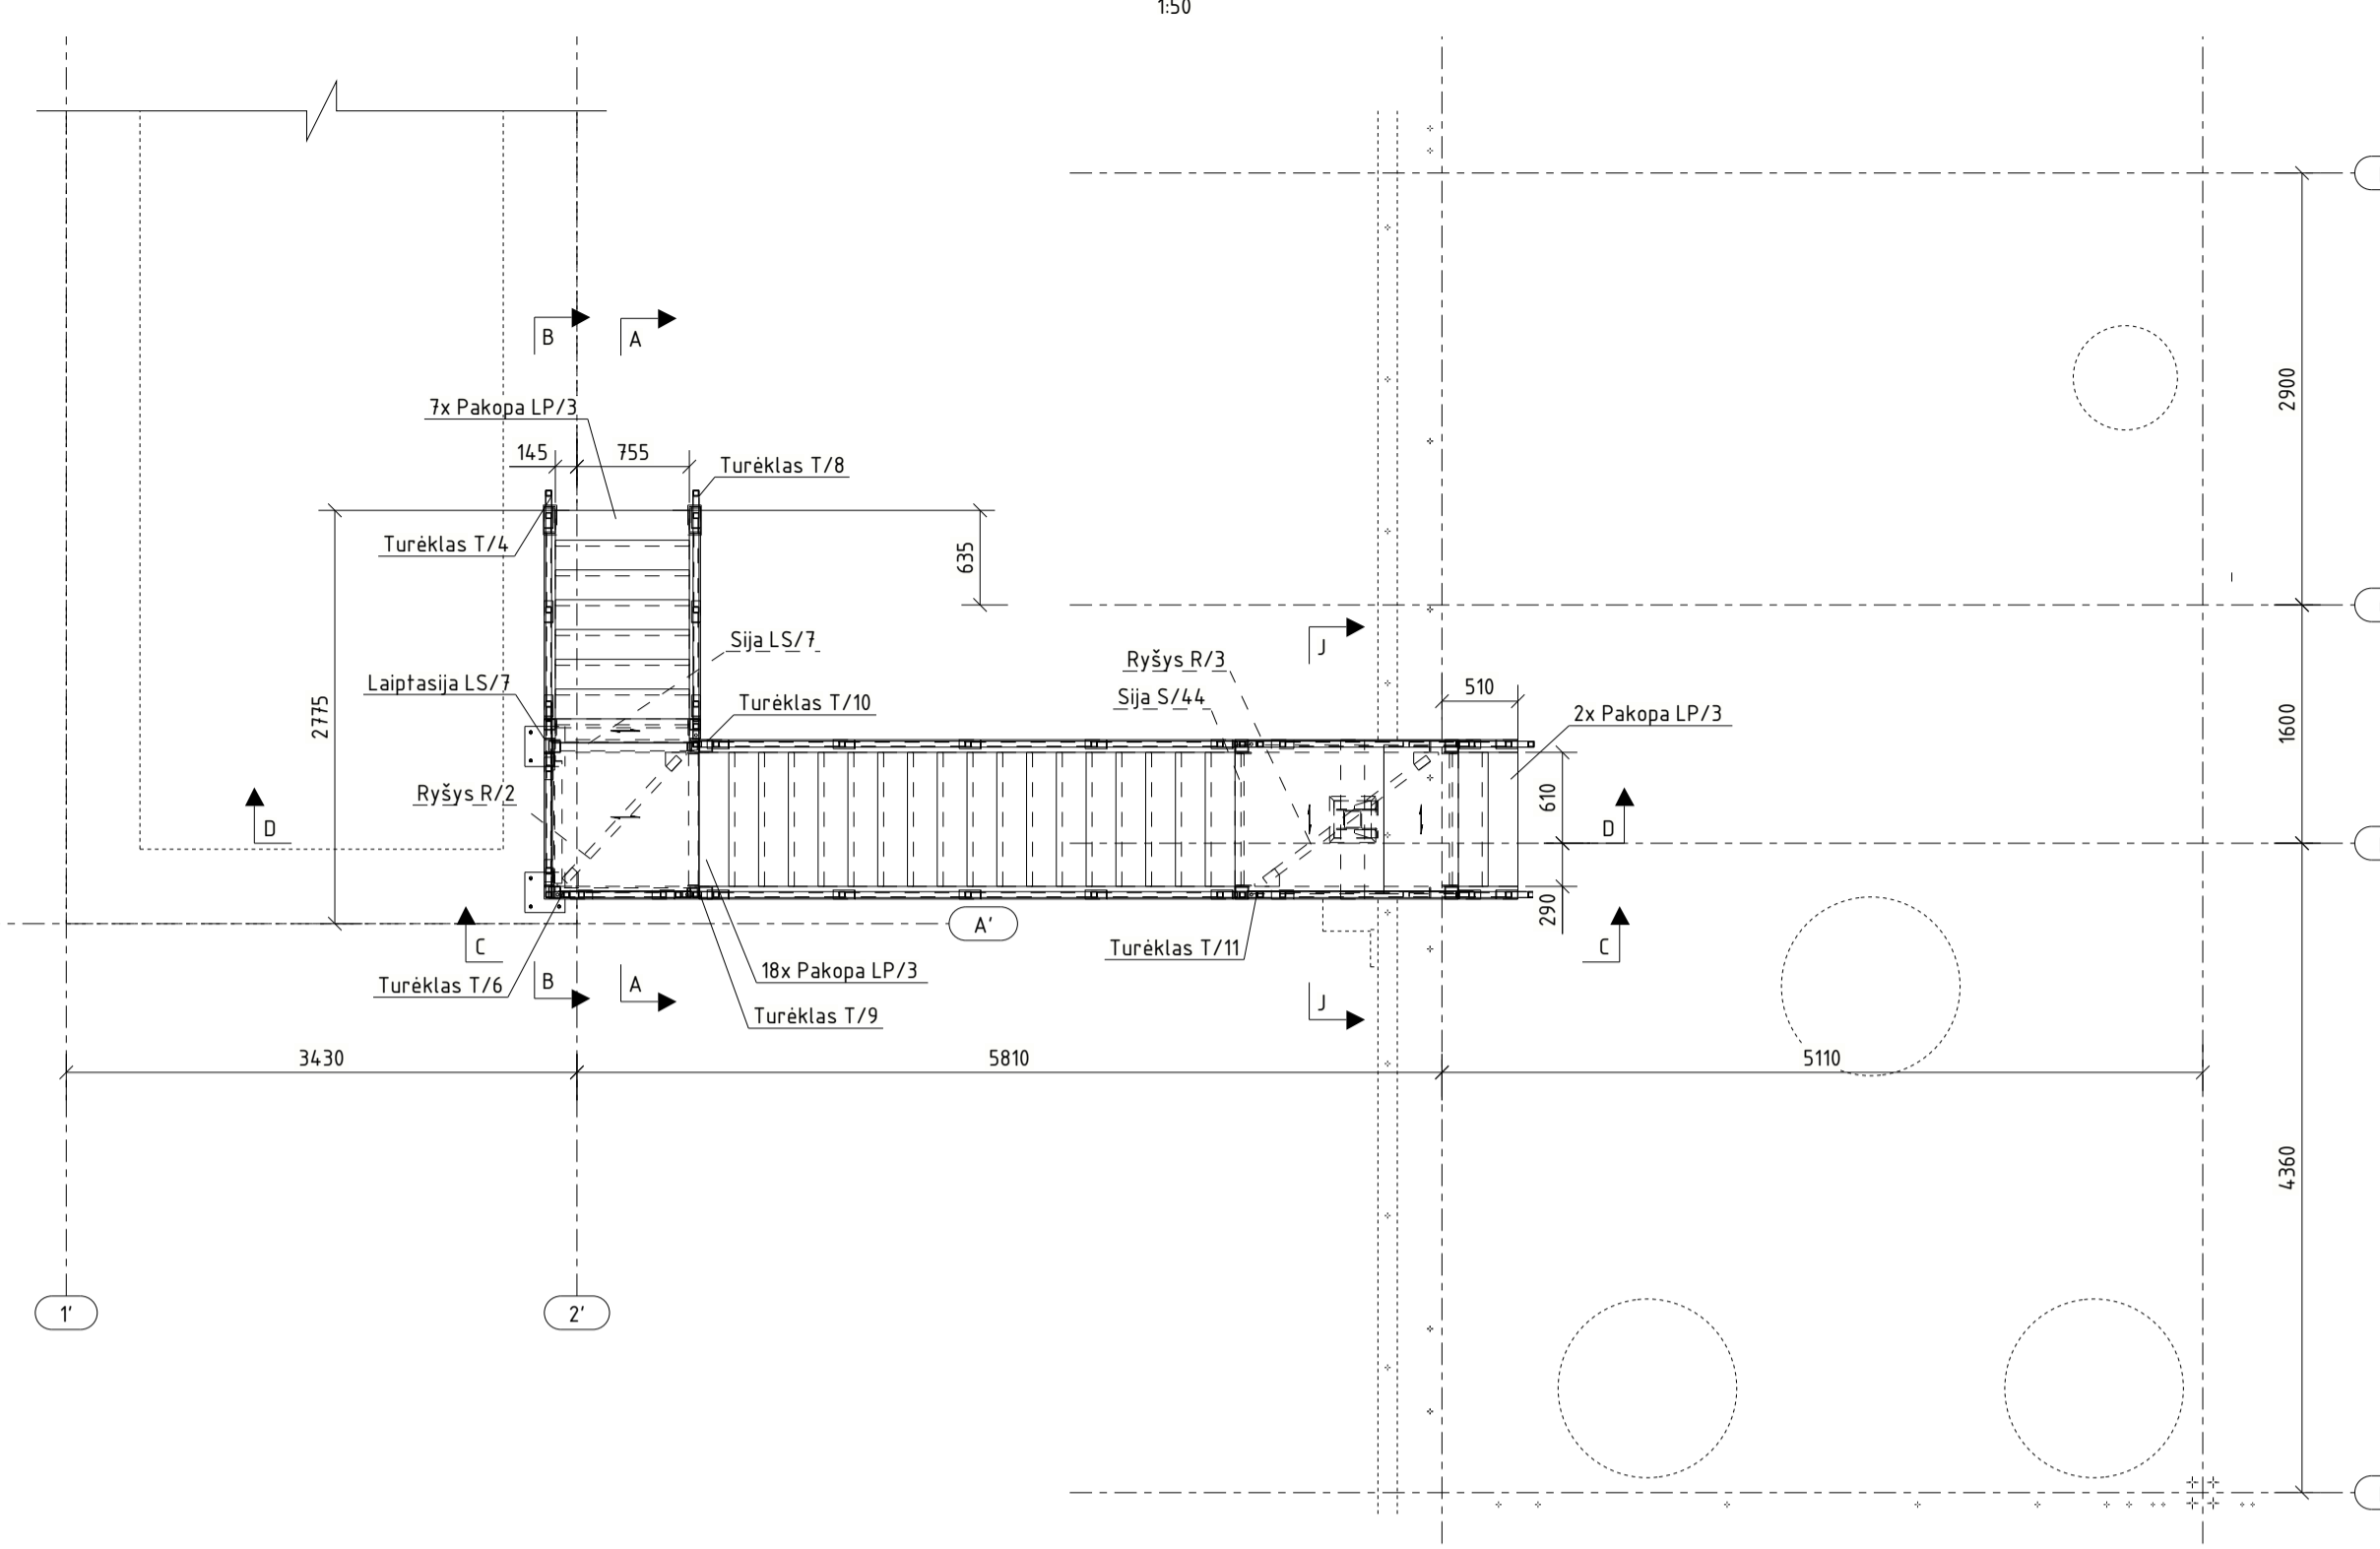 1:50
B
A
7x Pakopa LP/3
145
755
Turėklas T/8
2900
Turėklas T/4
635
Sija LS/7
J
Ryšys R/3
Laiptasija LS/7
Sija S/44
510
Turėklas T/10
2x Pakopa LP/3
2775
1600
Ryšys R/2
610
D
D
290
A'
C
Turėklas T/11
C
18x Pakopa LP/3
B
A
Turėklas T/6
J
Turėklas T/9
3430
5810
5110
4360
1'
2'